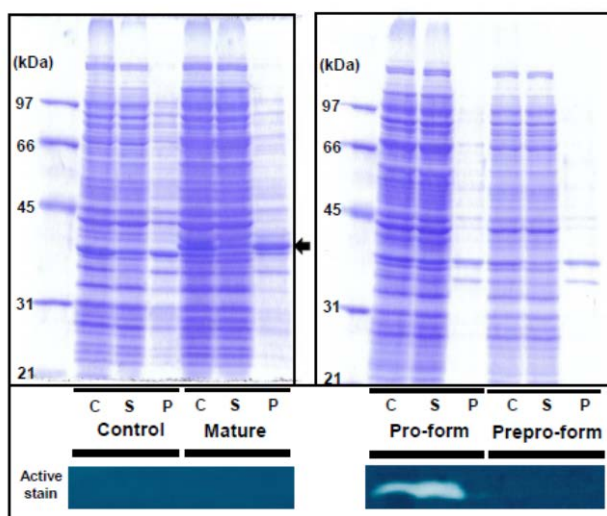 (kDa)
97
66
45
31
21
(kDa)
97
66
45
31
21
C S P C S P
Control Mature
C S P C S P
Pro-form Prepro-form
Active
stain